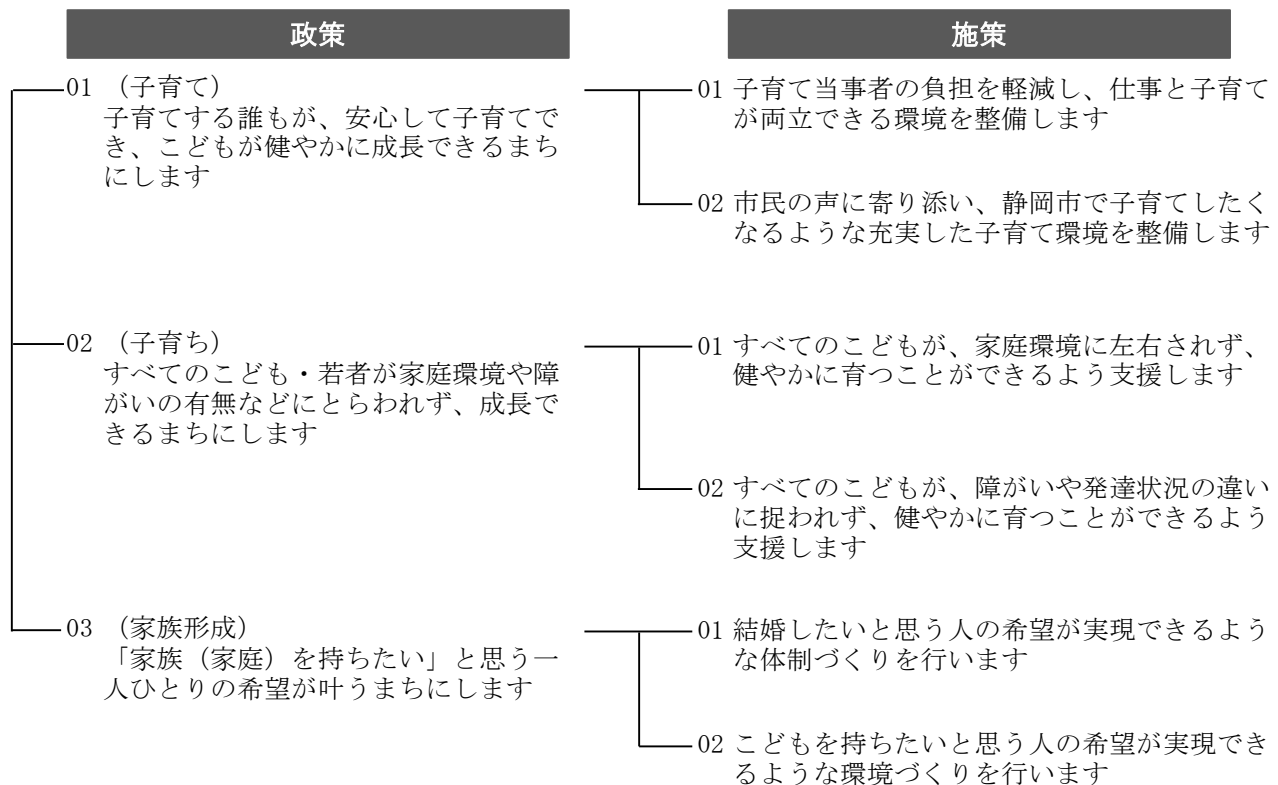 政策
施策
01 （子育て）
子育てする誰もが、安心して子育てで
き、こどもが健やかに成長できるまち
にします
01 子育て当事者の負担を軽減し、仕事と子育て
が両立できる環境を整備します
02 市民の声に寄り添い、静岡市で子育てしたく
なるような充実した子育て環境を整備します
02 （子育ち）
すべてのこども・若者が家庭環境や障
がいの有無などにとらわれず、成長で
きるまちにします
01 すべてのこどもが、家庭環境に左右されず、
健やかに育つことができるよう支援します
02 すべてのこどもが、障がいや発達状況の違い
に捉われず、健やかに育つことができるよう
支援します
03 （家族形成）
「家族（家庭）を持ちたい」と思う一
人ひとりの希望が叶うまちにします
01 結婚したいと思う人の希望が実現できるよう
な体制づくりを行います
02 こどもを持ちたいと思う人の希望が実現でき
るような環境づくりを行います